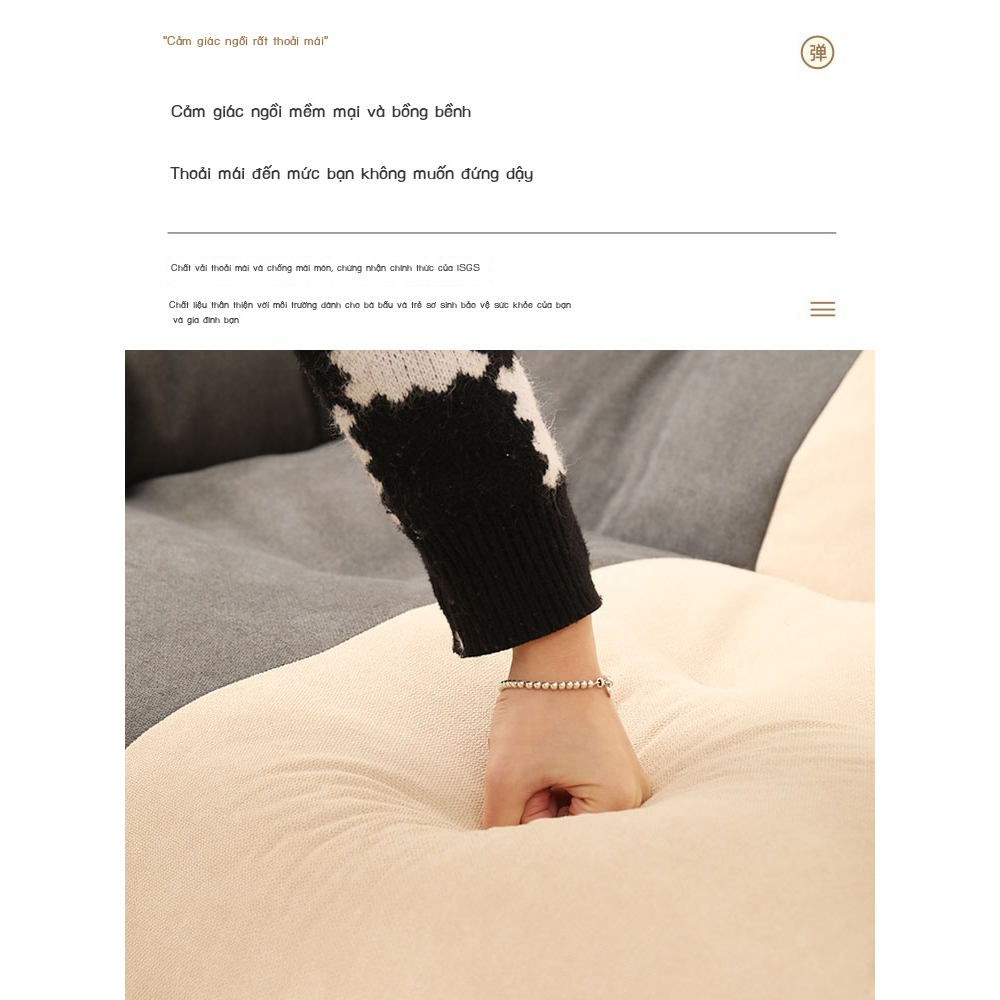 "Cảm giác ngồi rất thoải mái"
弹
Cảm giác ngồi mềm mại và bồng bềnh
Thoải mái đến mức bạn không muốn đứng dậy
Chất vải thoải mái và chống mài mòn, chứng nhận chính thức của ISGS
Chất liệu thân thiện với môi trường dành cho bà bầu và trẻ sơ sinh bảo vệ sức khỏe của bạn
và gia đình bạn